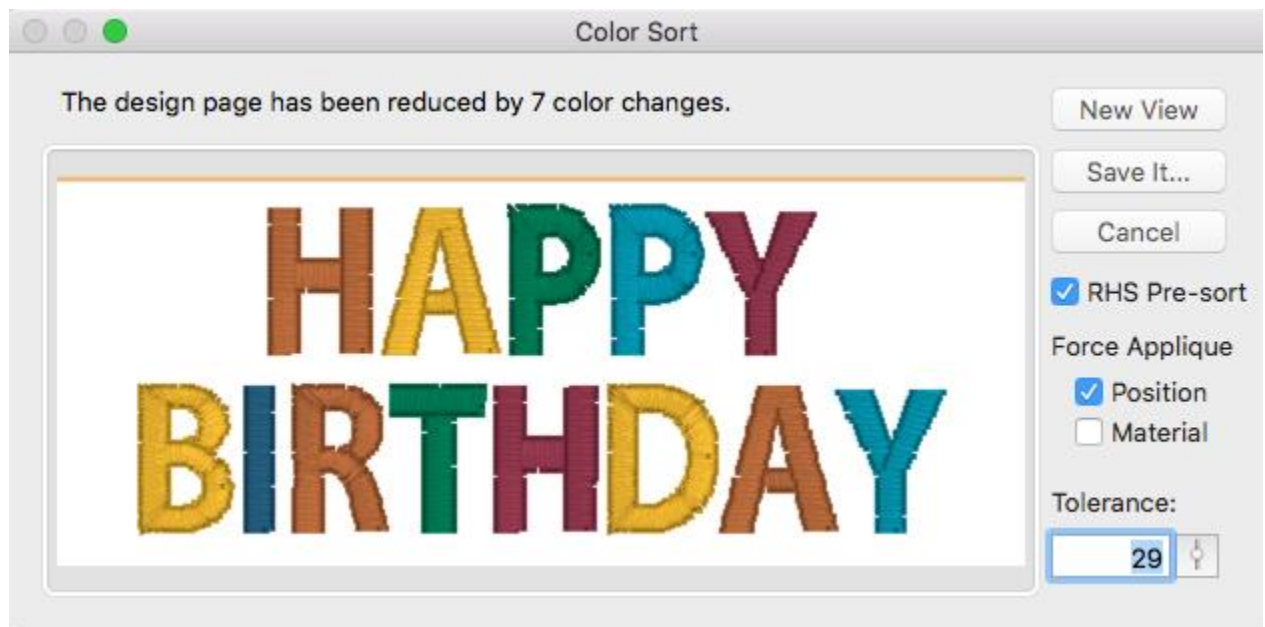 Color Sort
The design page has been reduced by 7 color changes.
HAPPY
BIRTHDAY
New View
Save It...
Cancel
RHS Pre-sort
Force Applique
Position
Material
Tolerance:
29